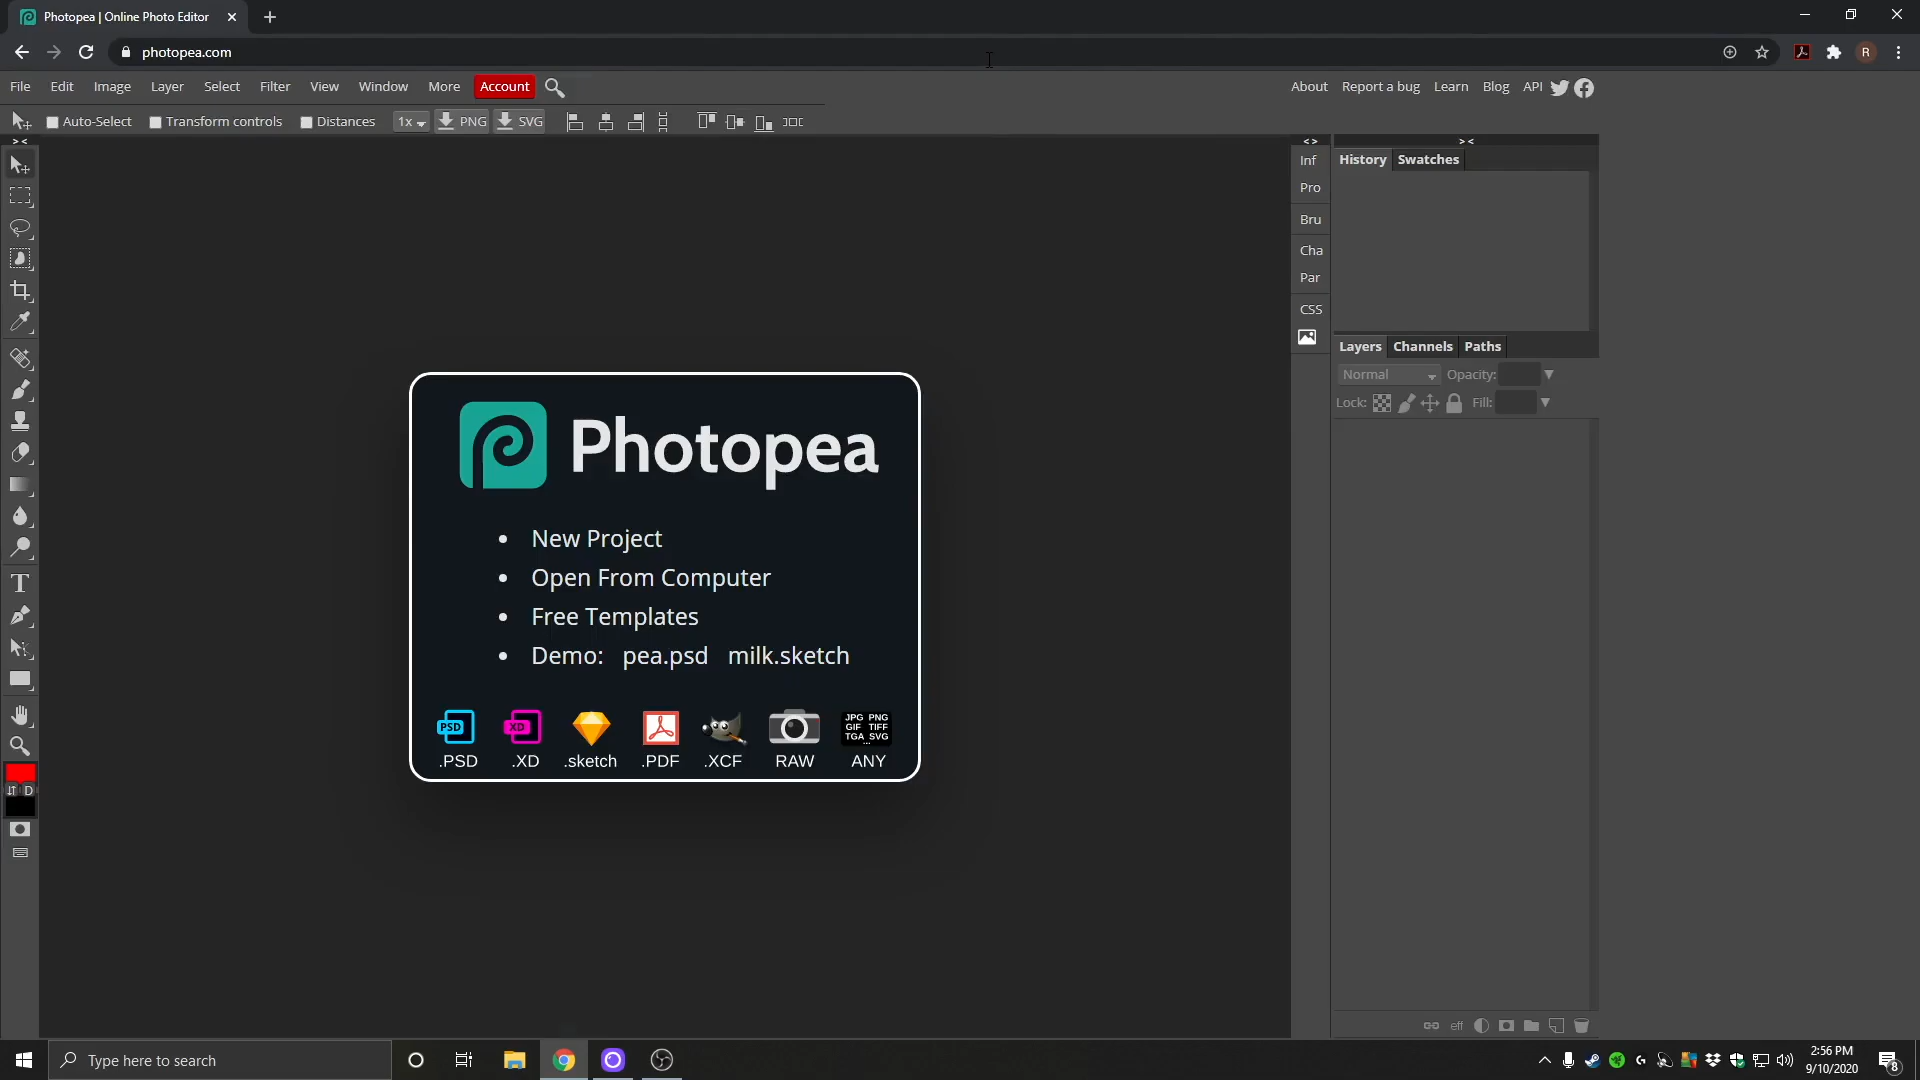 Photopea | Online Photo Editor
photopea.com
R
File Edit Image Layer Select Filter View Window More Account
About Report a bug Learn Blog API
Auto-Select Transform controls Distances 1x PNG SVG
> <
< >
> <
Inf
Pro
Bru
Cha
Par
CSS
History Swatches
Layers Channels Paths
Normal Opacity:
Lock: Fill:
Photopea
• New Project
• Open From Computer
• Free Templates
• Demo: pea.psd milk.sketch
PSD
XD
JPG PNG
GIF TIFF
TGA SVG
...
.PSD .XD .sketch .PDF .XCF RAW ANY
T
D
eff
Type here to search
2:56 PM
9/10/2020
8